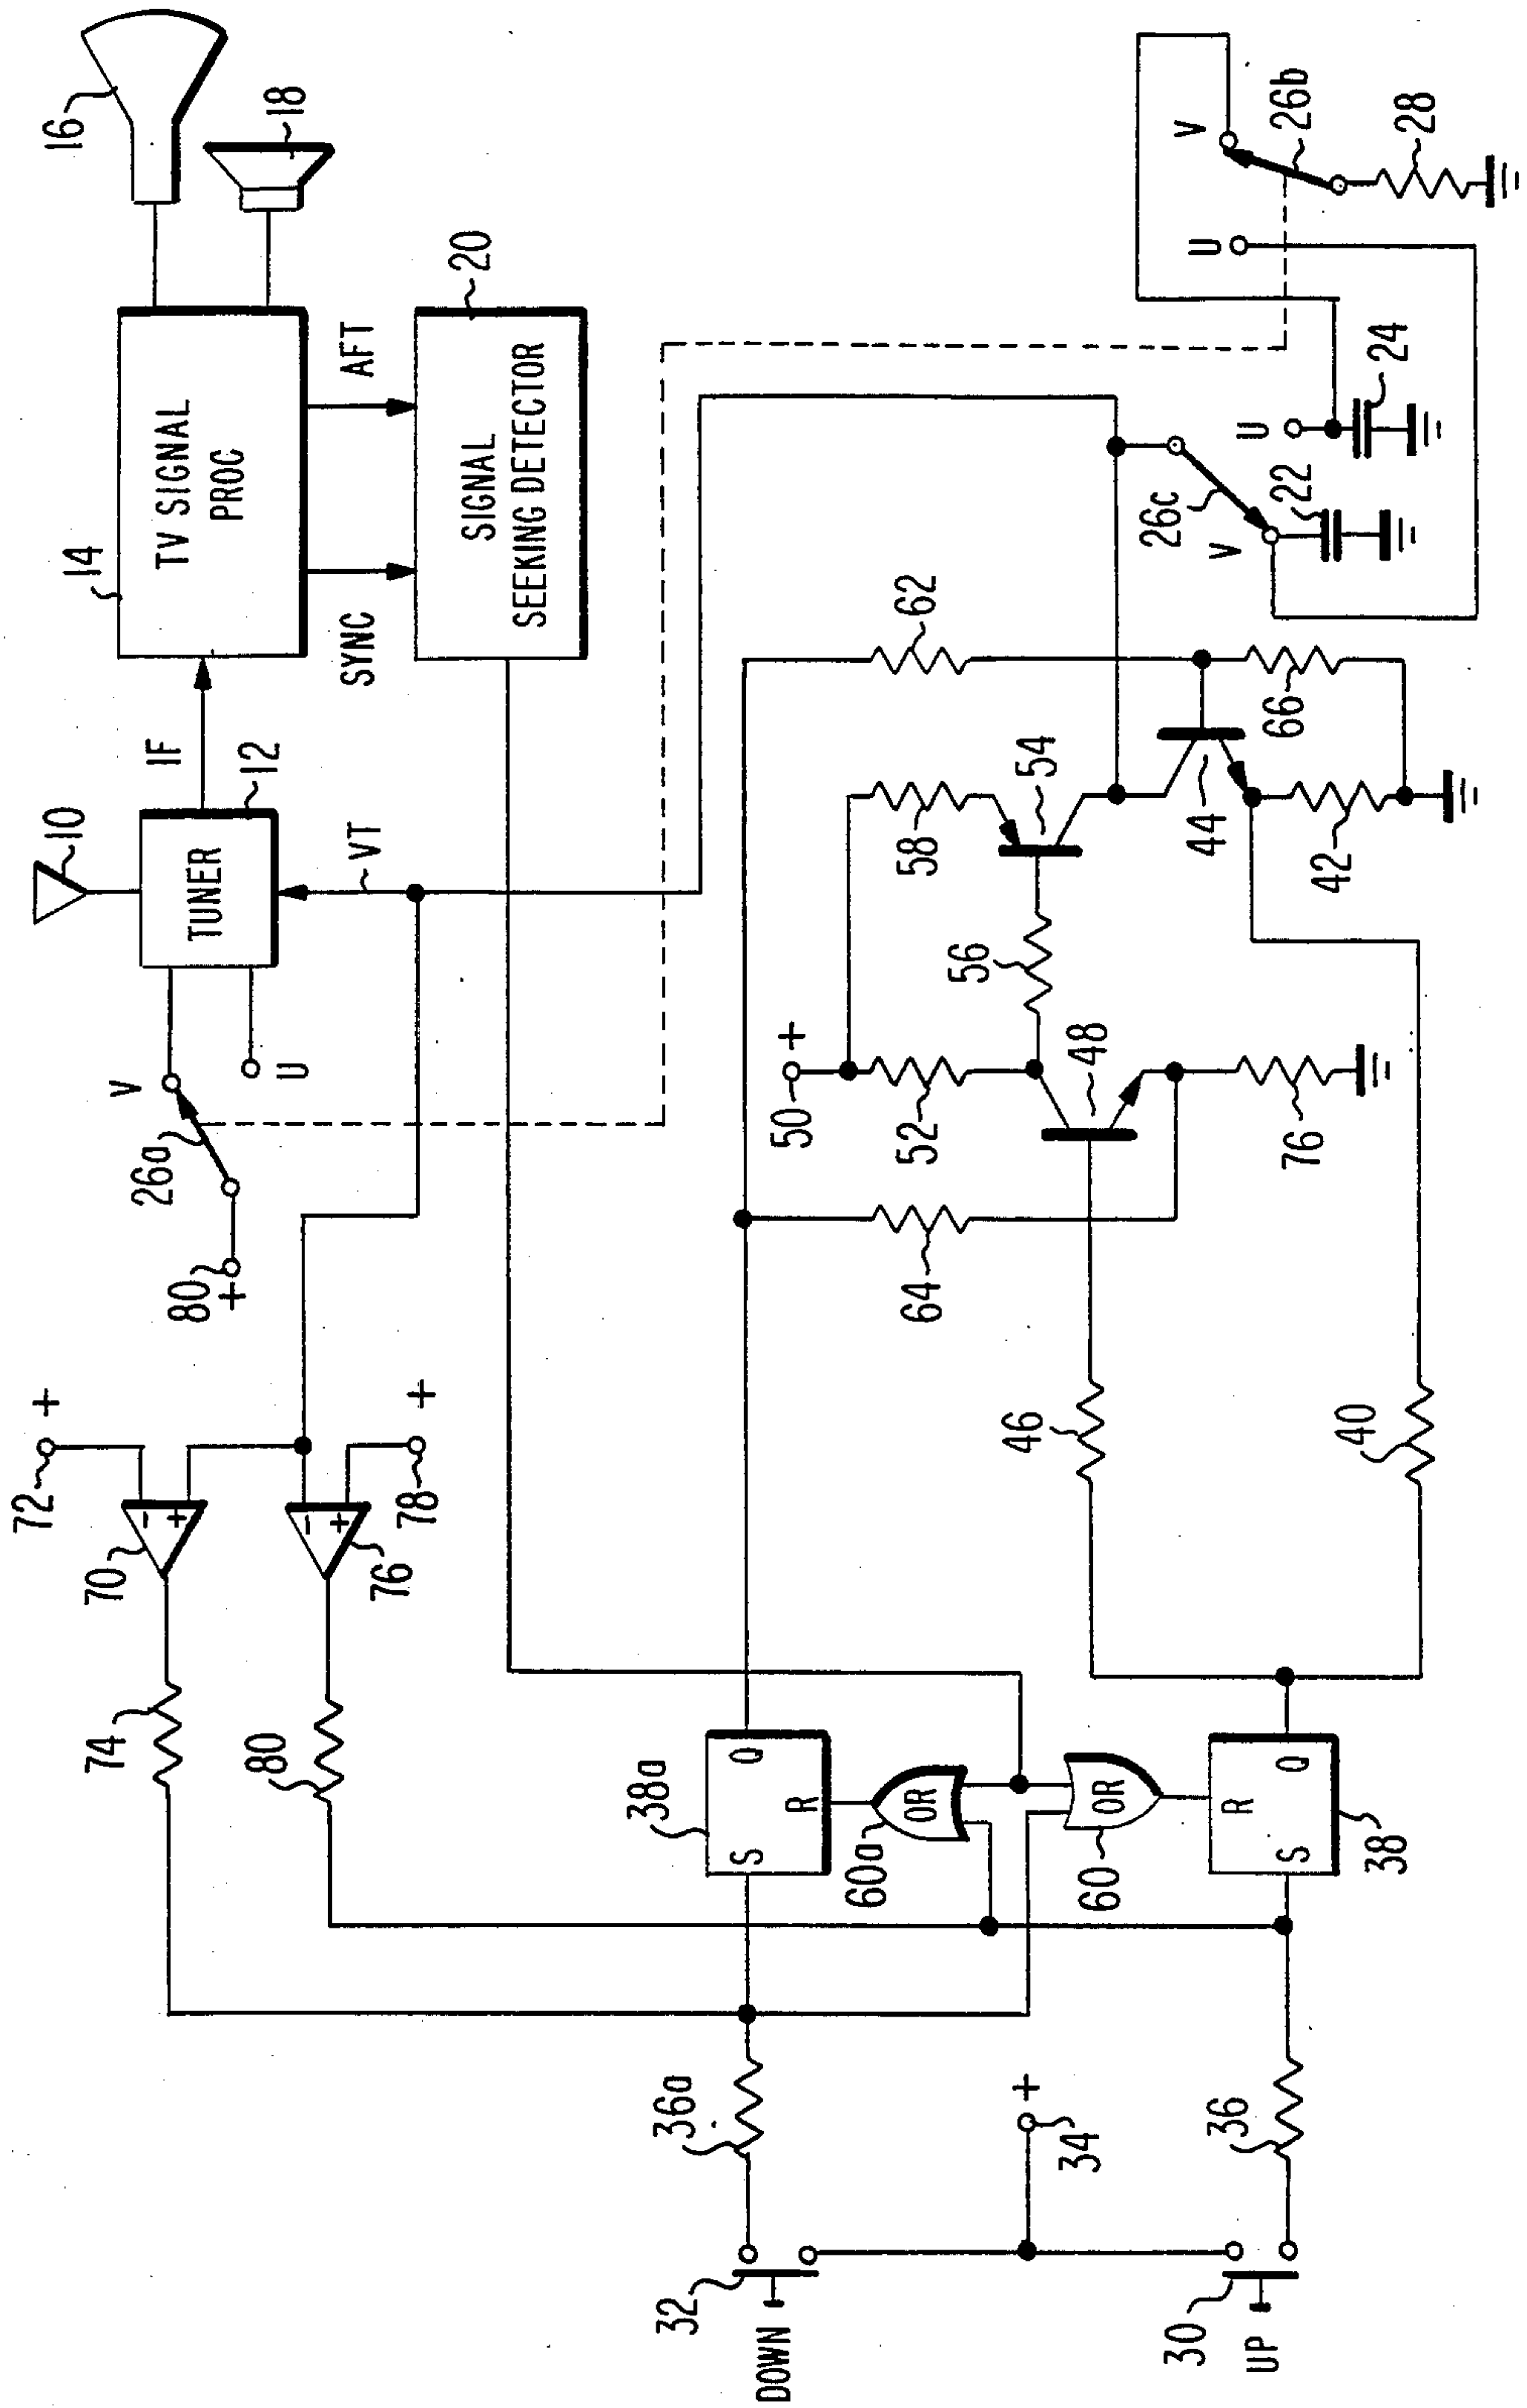 16
18
14
TV SIGNAL
PROC
AFT
SYNC
20
SIGNAL
SEEKING DETECTOR
IF
10
12
TUNER
VT
V
U
26a
80
+
72
+
70
-
+
76
-
+
78
+
74
80
38a
S
Q
R
60a
OR
60
OR
38
S
Q
R
36a
32
DOWN
34
+
36
30
UP
64
46
40
50
+
52
48
76
56
58
54
44
42
62
66
26c
V
22
U
24
U
V
26b
28